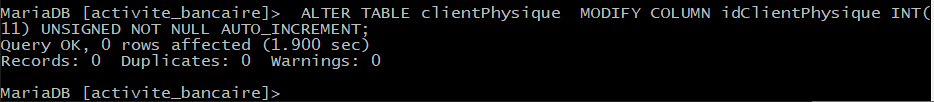 MariaDB [activite_bancaire]>  ALTER TABLE clientPhysique  MODIFY COLUMN idClientPhysique INT(
11) UNSIGNED NOT NULL AUTO_INCREMENT;
Query OK, 0 rows affected (1.900 sec)
Records: 0  Duplicates: 0  Warnings: 0

MariaDB [activite_bancaire]>